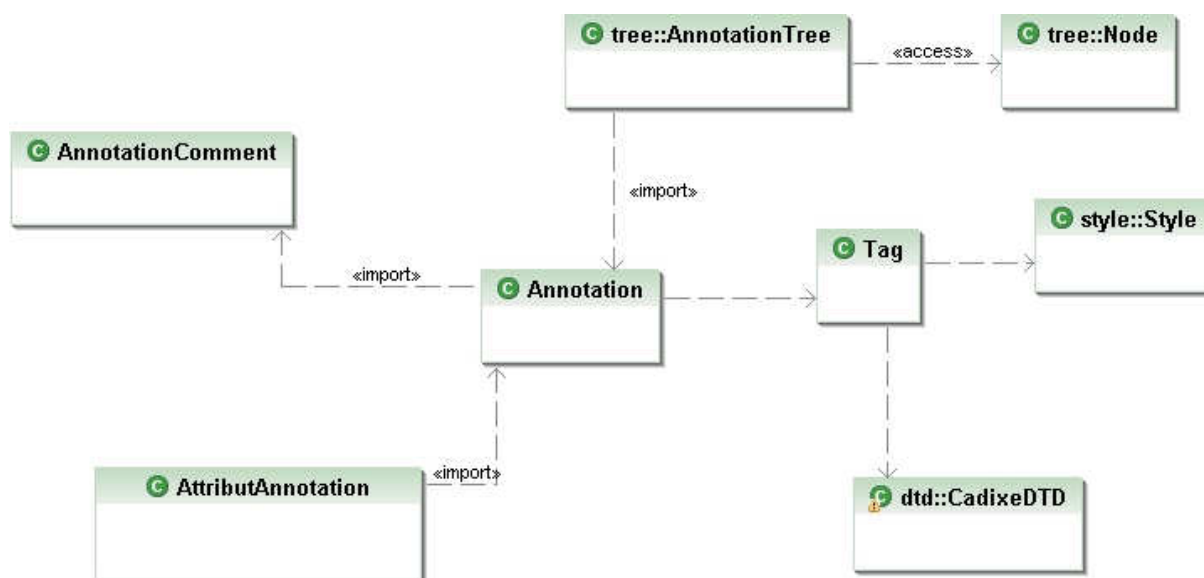 tree::AnnotationTree
«access»
tree::Node
AnnotationComment
«import»
style::Style
Tag
«import»
Annotation
«import»
AttributAnnotation
dtd::CadixeDTD